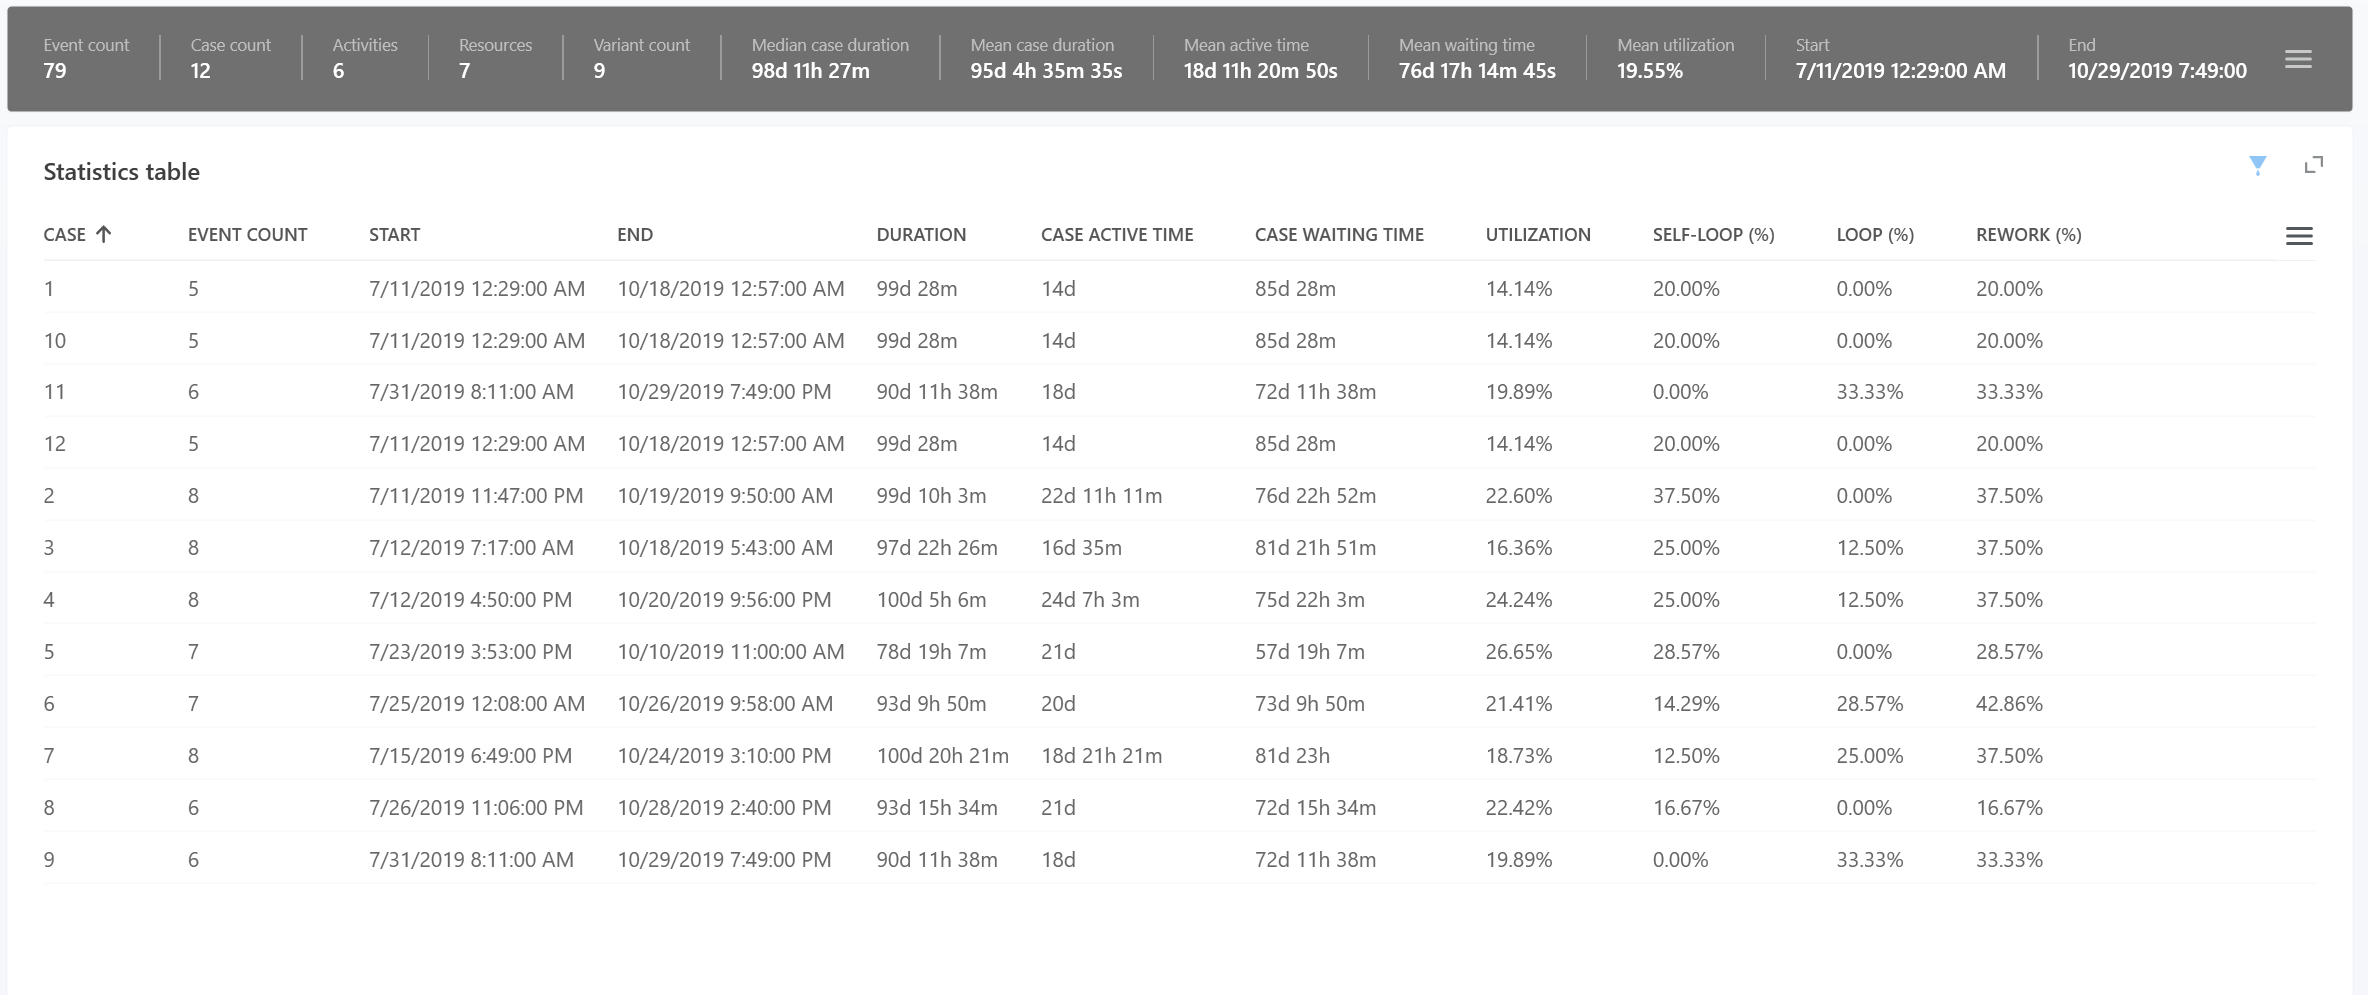 Event count Case count Activities Resources Variant count Median case duration Mean case duration Mean active time Mean waiting time Mean utilization Start End
79 12 6 7 9 98d 11h 27m 95d 4h 35m 35s 18d 11h 20m 50s 76d 17h 14m 45s 19.55% 7/11/2019 12:29:00 AM 10/29/2019 7:49:00
Statistics table
CASE EVENT COUNT START END DURATION CASE ACTIVE TIME CASE WAITING TIME UTILIZATION SELF-LOOP (%) LOOP (%) REWORK (%)
1 5 7/11/2019 12:29:00 AM 10/18/2019 12:57:00 AM 99d 28m 14d 85d 28m 14.14% 20.00% 0.00% 20.00%
10 5 7/11/2019 12:29:00 AM 10/18/2019 12:57:00 AM 99d 28m 14d 85d 28m 14.14% 20.00% 0.00% 20.00%
11 6 7/31/2019 8:11:00 AM 10/29/2019 7:49:00 PM 90d 11h 38m 18d 72d 11h 38m 19.89% 0.00% 33.33% 33.33%
12 5 7/11/2019 12:29:00 AM 10/18/2019 12:57:00 AM 99d 28m 14d 85d 28m 14.14% 20.00% 0.00% 20.00%
2 8 7/11/2019 11:47:00 PM 10/19/2019 9:50:00 AM 99d 10h 3m 22d 11h 11m 76d 22h 52m 22.60% 37.50% 0.00% 37.50%
3 8 7/12/2019 7:17:00 AM 10/18/2019 5:43:00 AM 97d 22h 26m 16d 35m 81d 21h 51m 16.36% 25.00% 12.50% 37.50%
4 8 7/12/2019 4:50:00 PM 10/20/2019 9:56:00 PM 100d 5h 6m 24d 7h 3m 75d 22h 3m 24.24% 25.00% 12.50% 37.50%
5 7 7/23/2019 3:53:00 PM 10/10/2019 11:00:00 AM 78d 19h 7m 21d 57d 19h 7m 26.65% 28.57% 0.00% 28.57%
6 7 7/25/2019 12:08:00 AM 10/26/2019 9:58:00 AM 93d 9h 50m 20d 73d 9h 50m 21.41% 14.29% 28.57% 42.86%
7 8 7/15/2019 6:49:00 PM 10/24/2019 3:10:00 PM 100d 20h 21m 18d 21h 21m 81d 23h 18.73% 12.50% 25.00% 37.50%
8 6 7/26/2019 11:06:00 PM 10/28/2019 2:40:00 PM 93d 15h 34m 21d 72d 15h 34m 22.42% 16.67% 0.00% 16.67%
9 6 7/31/2019 8:11:00 AM 10/29/2019 7:49:00 PM 90d 11h 38m 18d 72d 11h 38m 19.89% 0.00% 33.33% 33.33%